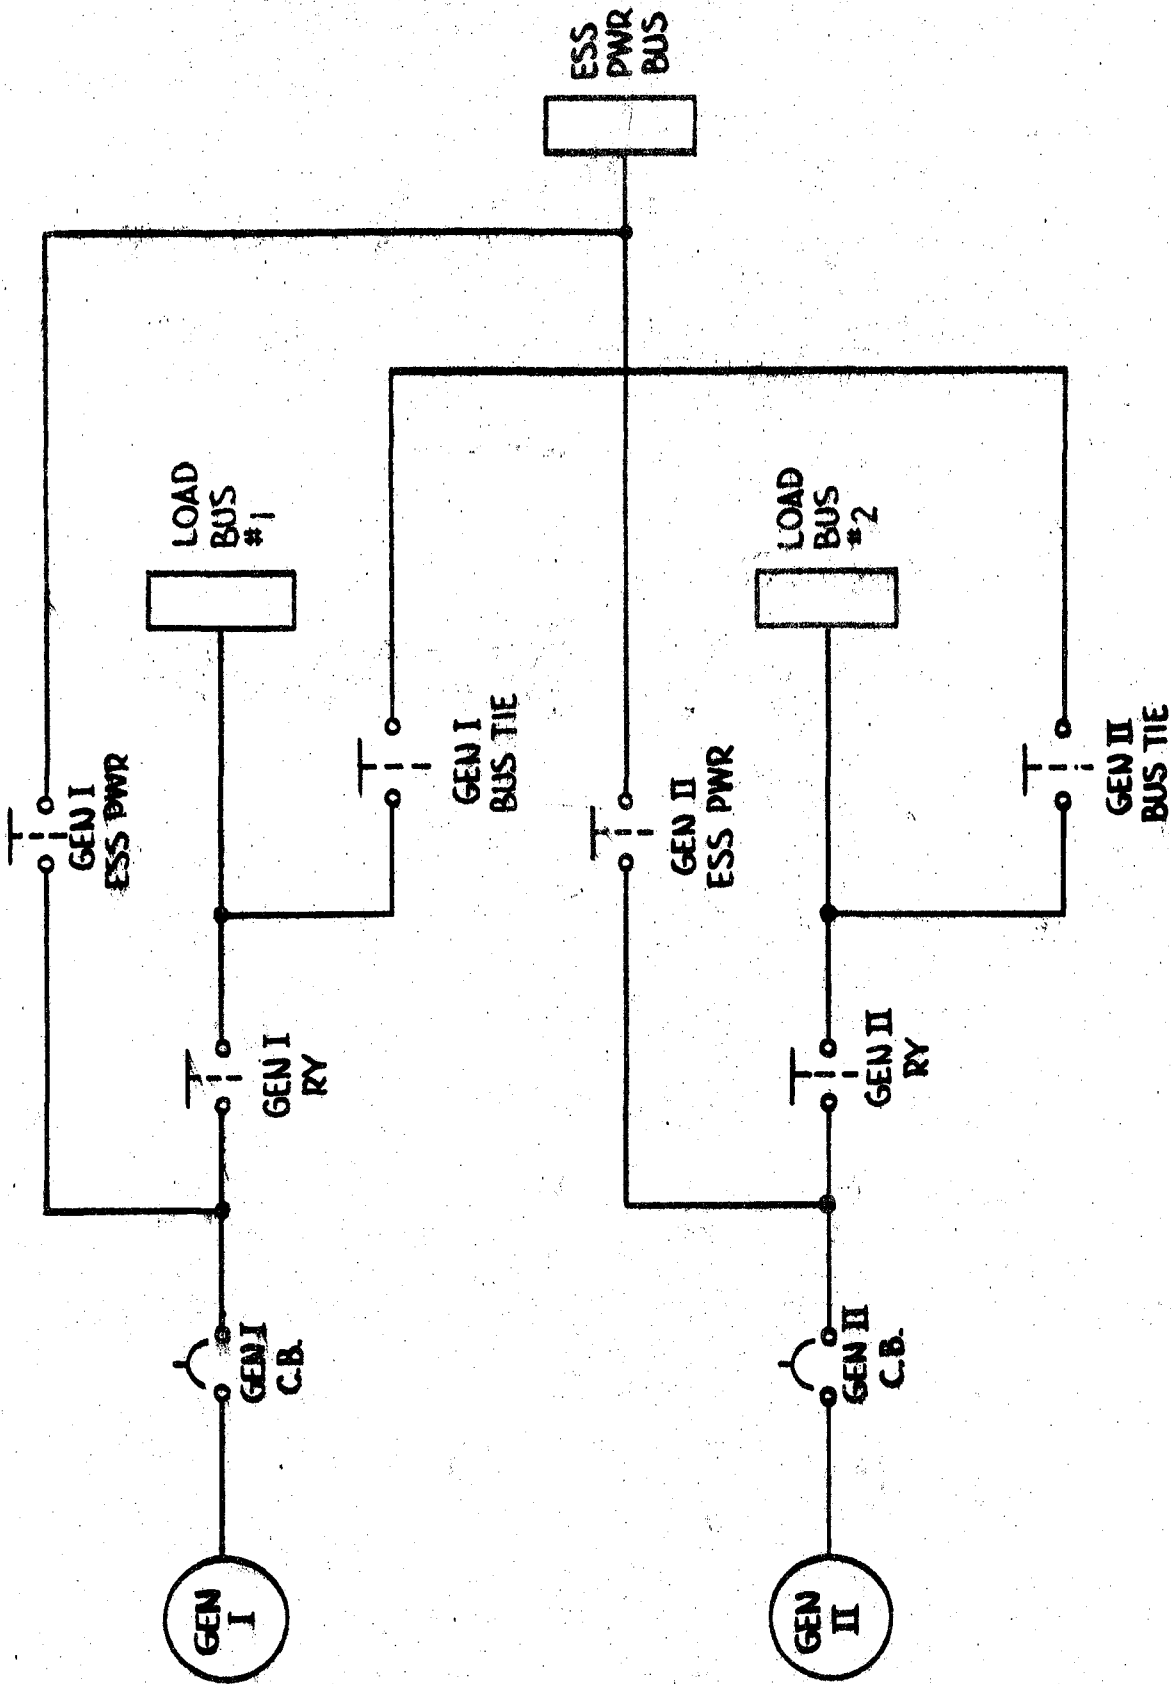 GEN I
ESS PWR
LOAD
BUS
#1
ESS
PWR
BUS
GEN
I
GEN I
C.B.
GEN I
RY
GEN I
BUS TIE
GEN II
ESS PWR
LOAD
BUS
#2
GEN
II
GEN II
C.B.
GEN II
RY
GEN II
BUS TIE